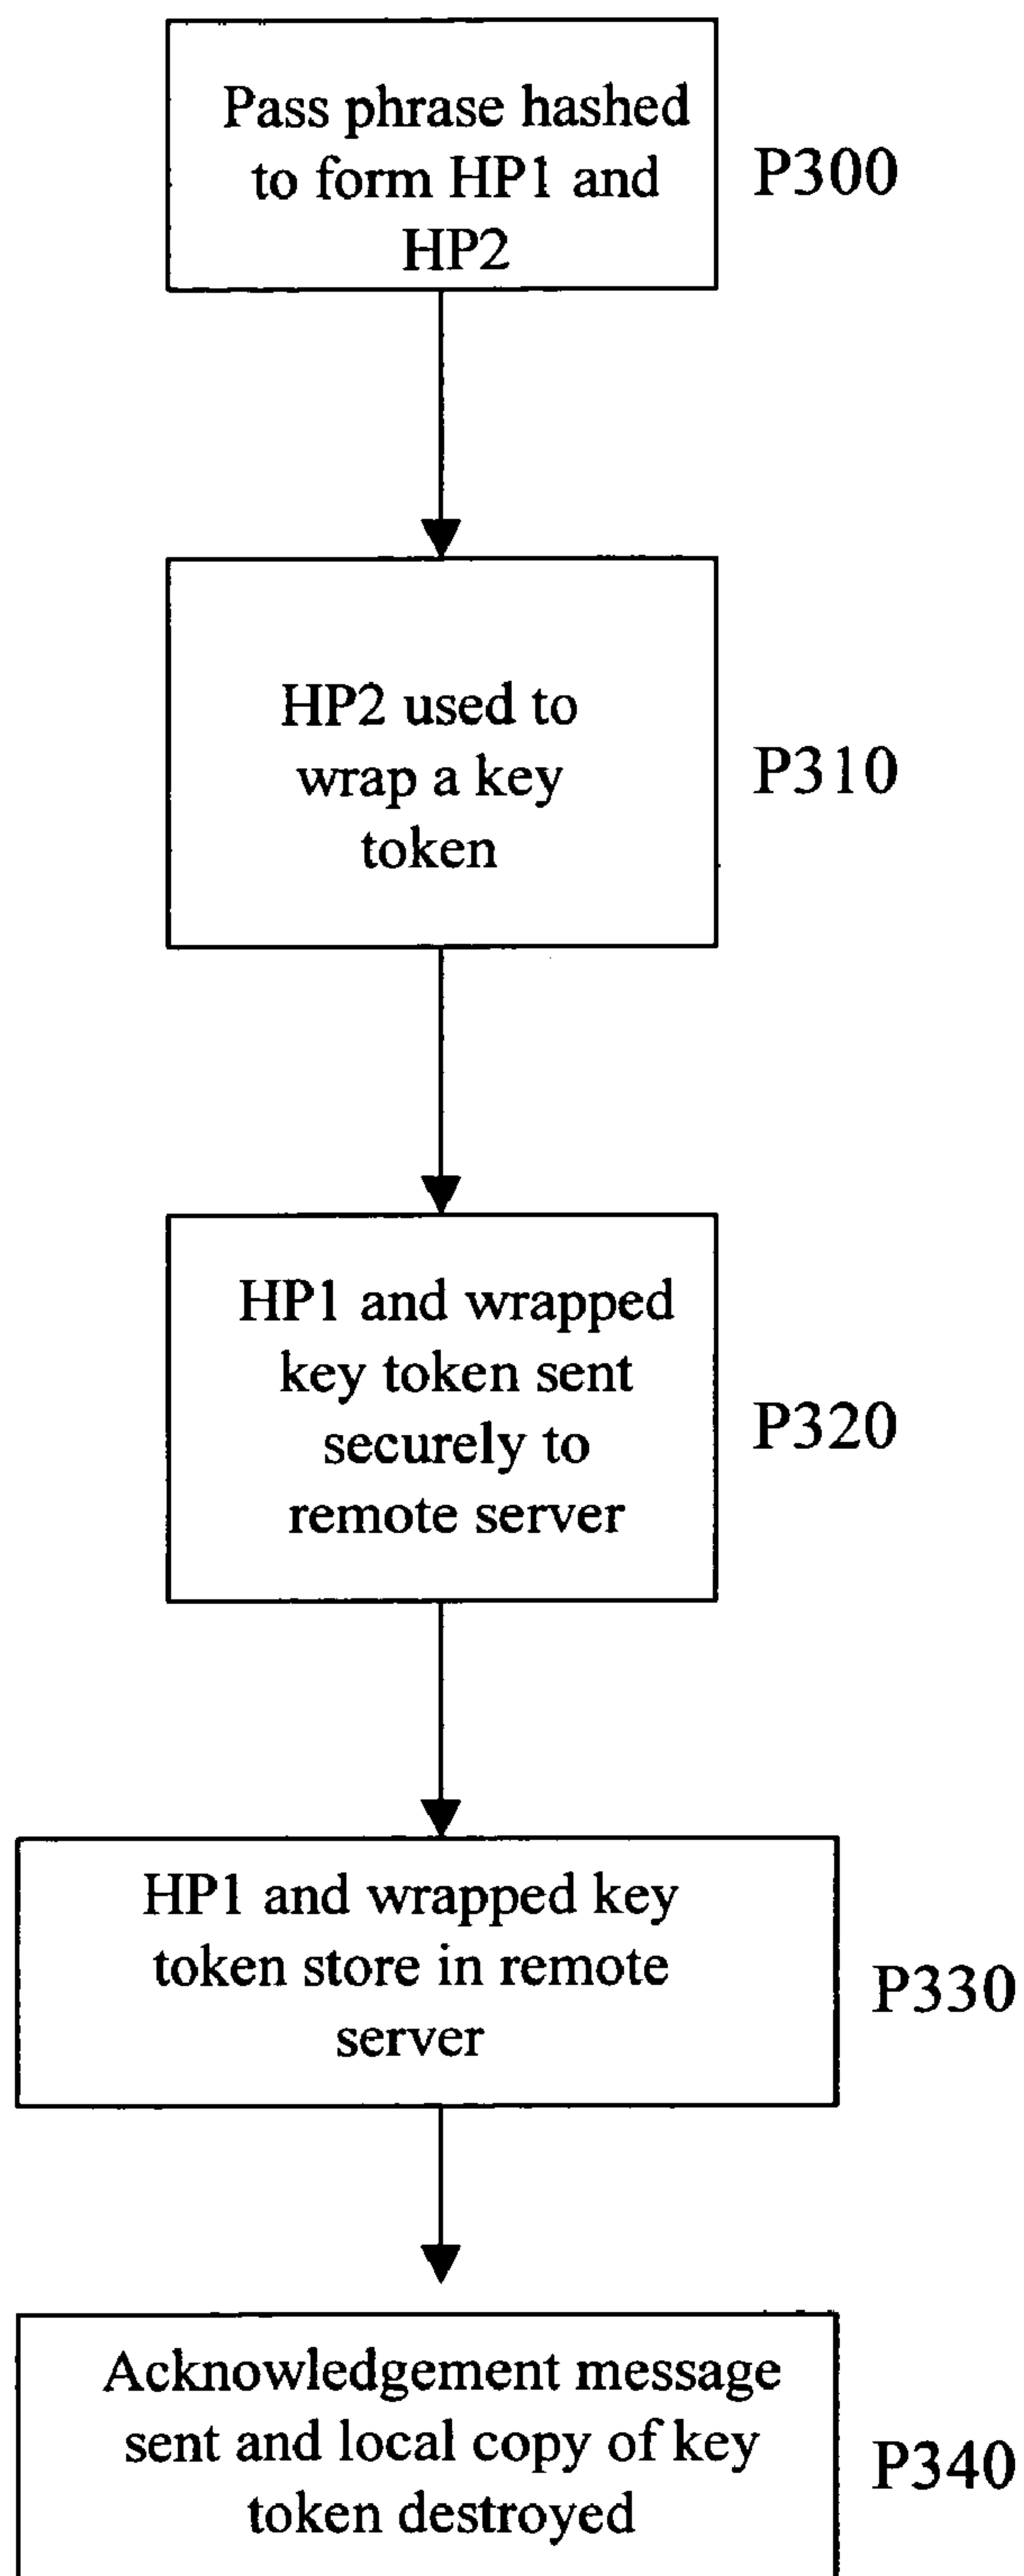 Pass phrase hashed
to form HP1 and
HP2
P300
HP2 used to
wrap a key
token
P310
HP1 and wrapped
key token sent
securely to
remote server
P320
HP1 and wrapped key
token store in remote
server
P330
Acknowledgement message
sent and local copy of key
token destroyed
P340